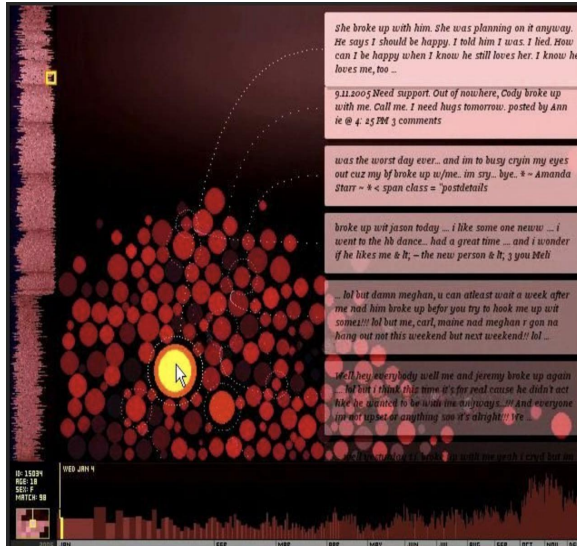 She broke up with him. She was planning on it anyway.
He says I should be happy. I told him I was. I lied. How
can I be happy when I know he still loves her. I know he
loves me, too ...
9.11.2005 Need support. Out of nowhere, Cody broke up
with me. Call me. I need hugs tomorrow. posted by Ann
ie @ 4: 25 PM 3 comments
was the worst day ever... and im to busy cryin my eyes
out cuz my bf broke up w/me.. im sry... bye.. * ~ Amanda
Starr ~ * < span class = "postdetails
broke up wit jason today ... i like some one neww .... i
went to the hb dance... had a great time .... and i wonder
if he likes me & lt; ~ the new person & lt; 3 you Meli
... lol but damn meghan, u can atleast wait a week after
me nad him broke up befor you try to hook me up wit
some1!!! lol but me, carl, maine nad meghan r gon na
hang out not this weekend but next weekend!! lol ...
Well hey everybody well me and jeremy broke up again
... lol but i think this time it's for real cause he didn't act
like he wanted to be with me anyways...!!! And everyone
im not upset or anything soo it's alright!!! We ...
broke up with me yeah i cryd but
WED JAN 4
ID: 15034
AGE: 18
SEX: F
MATCH: 98
JAN FEB MAR MAY JUN JUL AUG SEP OCT NOV